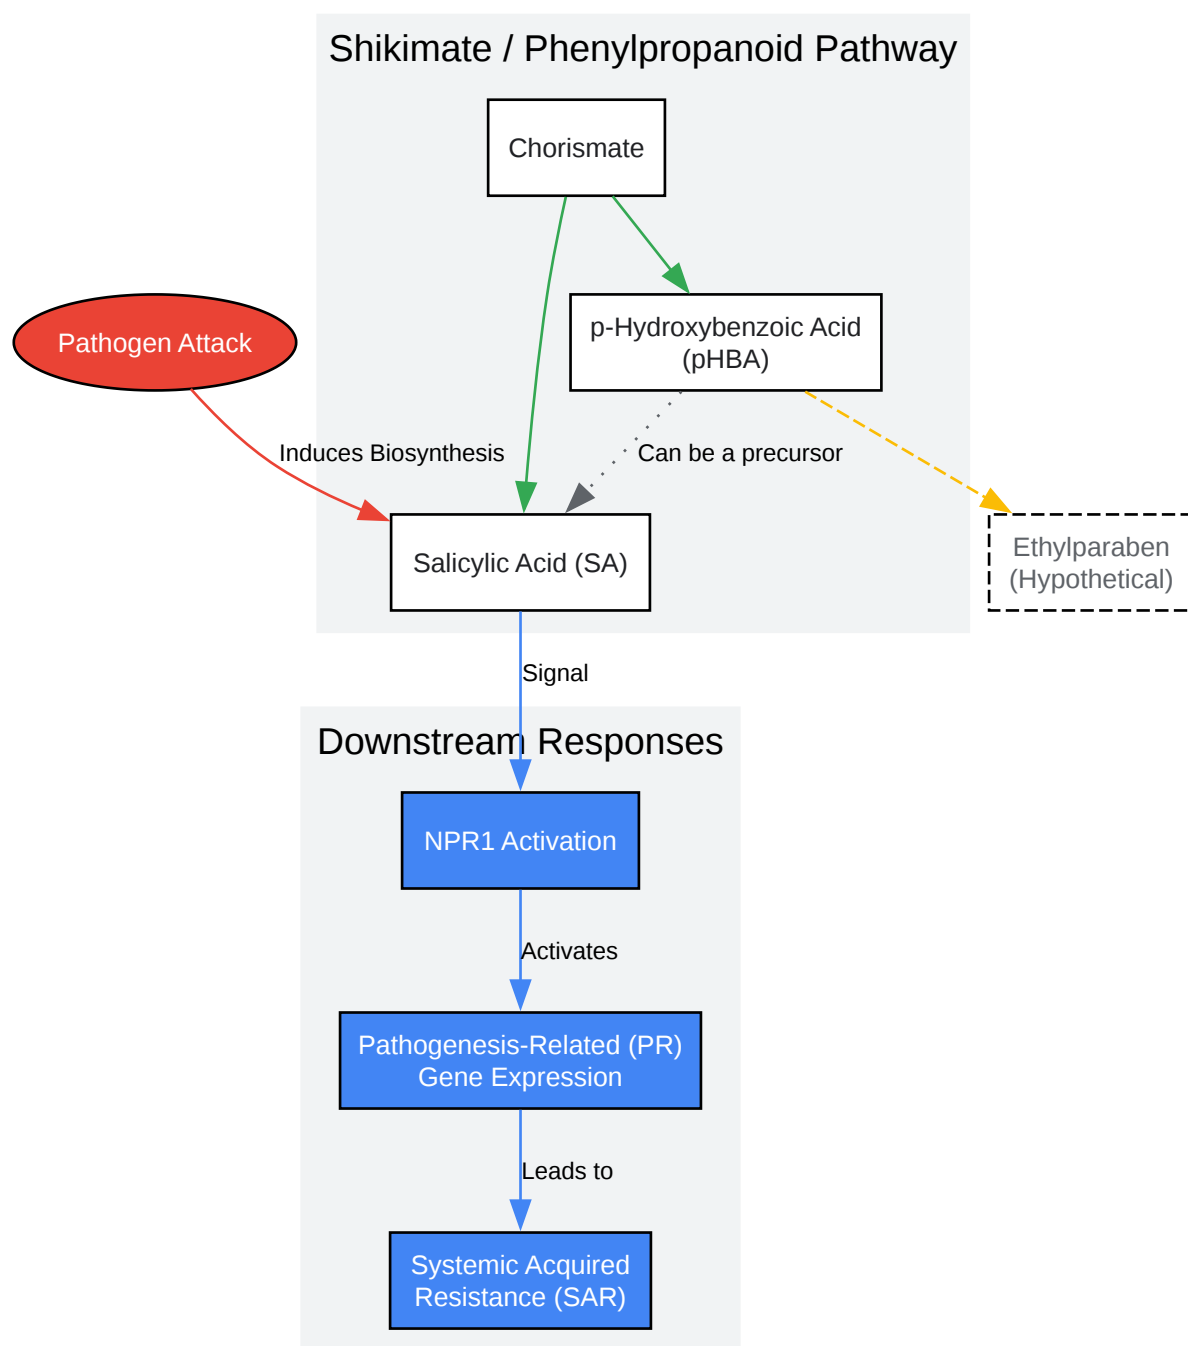 Shikimate / Phenylpropanoid Pathway
Chorismate
p-Hydroxybenzoic Acid
(pHBA)
Pathogen Attack
Induces Biosynthesis
Can be a precursor
Salicylic Acid (SA)
Ethylparaben
(Hypothetical)
Signal
Downstream Responses
NPR1 Activation
Activates
Pathogenesis-Related (PR)
Gene Expression
Leads to
Systemic Acquired
Resistance (SAR)